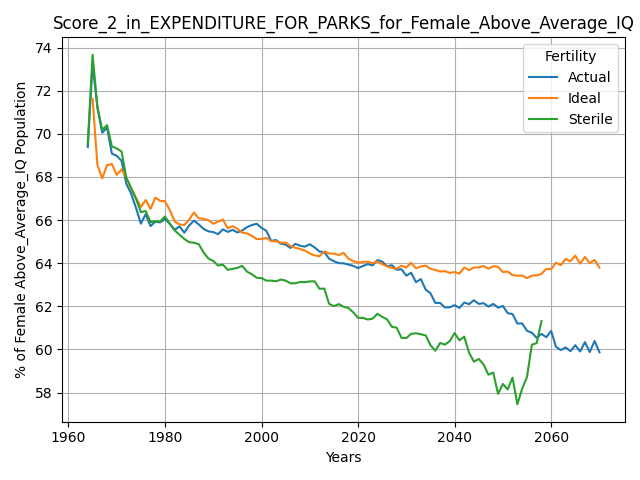 Score_2_in_EXPENDITURE_FOR_PARKS_for_Female_Above_Average_IQ
% of Female Above_Average_IQ Population
74
72
70
68
66
64
62
60
58
Fertility
Actual
Ideal
Sterile
1960 1980 2000 2020 2040 2060
Years